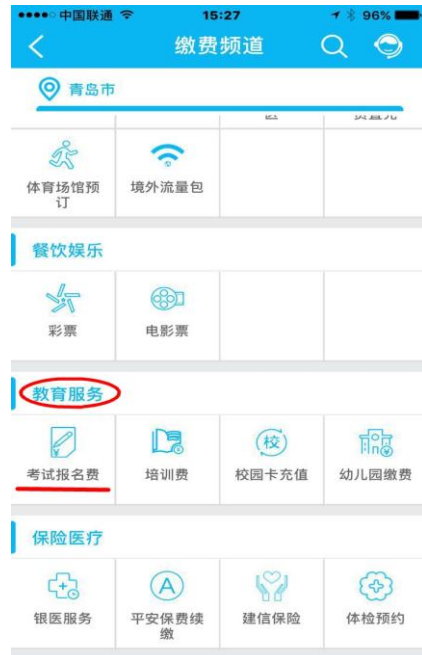 中国联通 15:27 96%
缴费频道
青岛市
体育场馆预 境外流量包
订
餐饮娱乐
彩票 电影票
教育服务
校
考试报名费 培训费 校园卡充值 幼儿园缴费
保险医疗
A
银医服务 平安保费续 建信保险 体检预约
缴